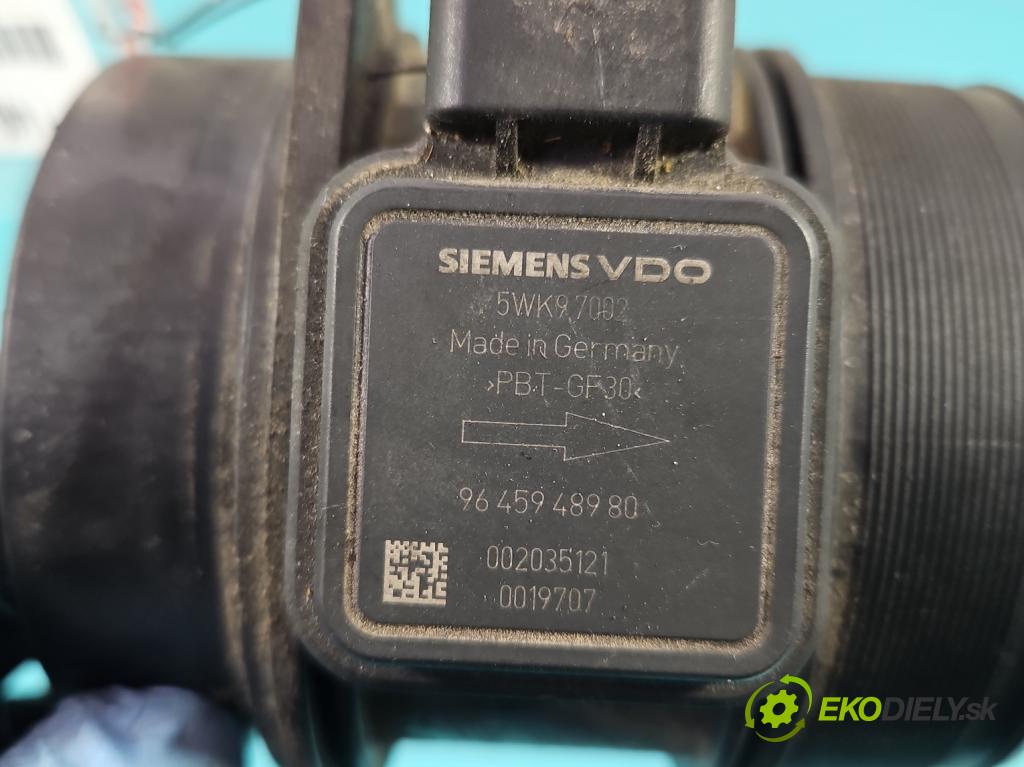 SIEMENS VDO
5WK9 7002
Made in Germany
>PBT-GF30<
96 459 489 80
002035121
0019707
EKODIELY.sk